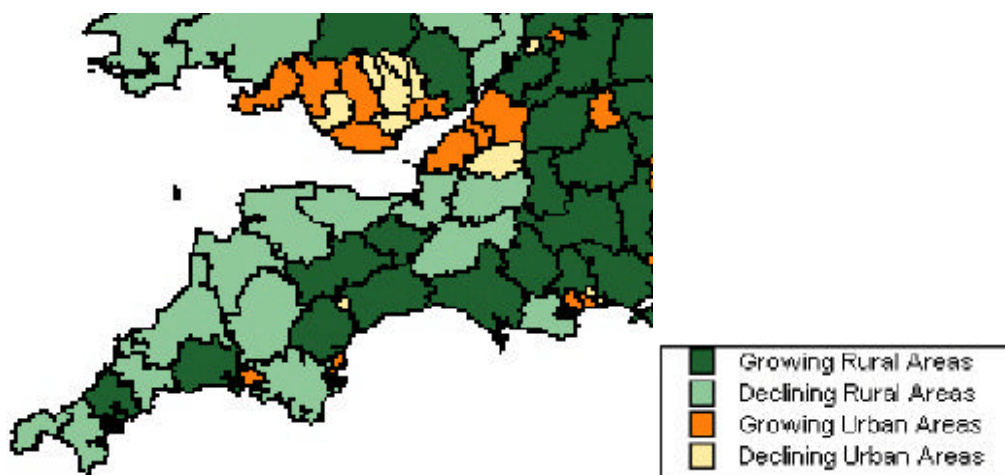 Growing Rural Areas
Declining Rural Areas
Growing Urban Areas
Declining Urban Areas